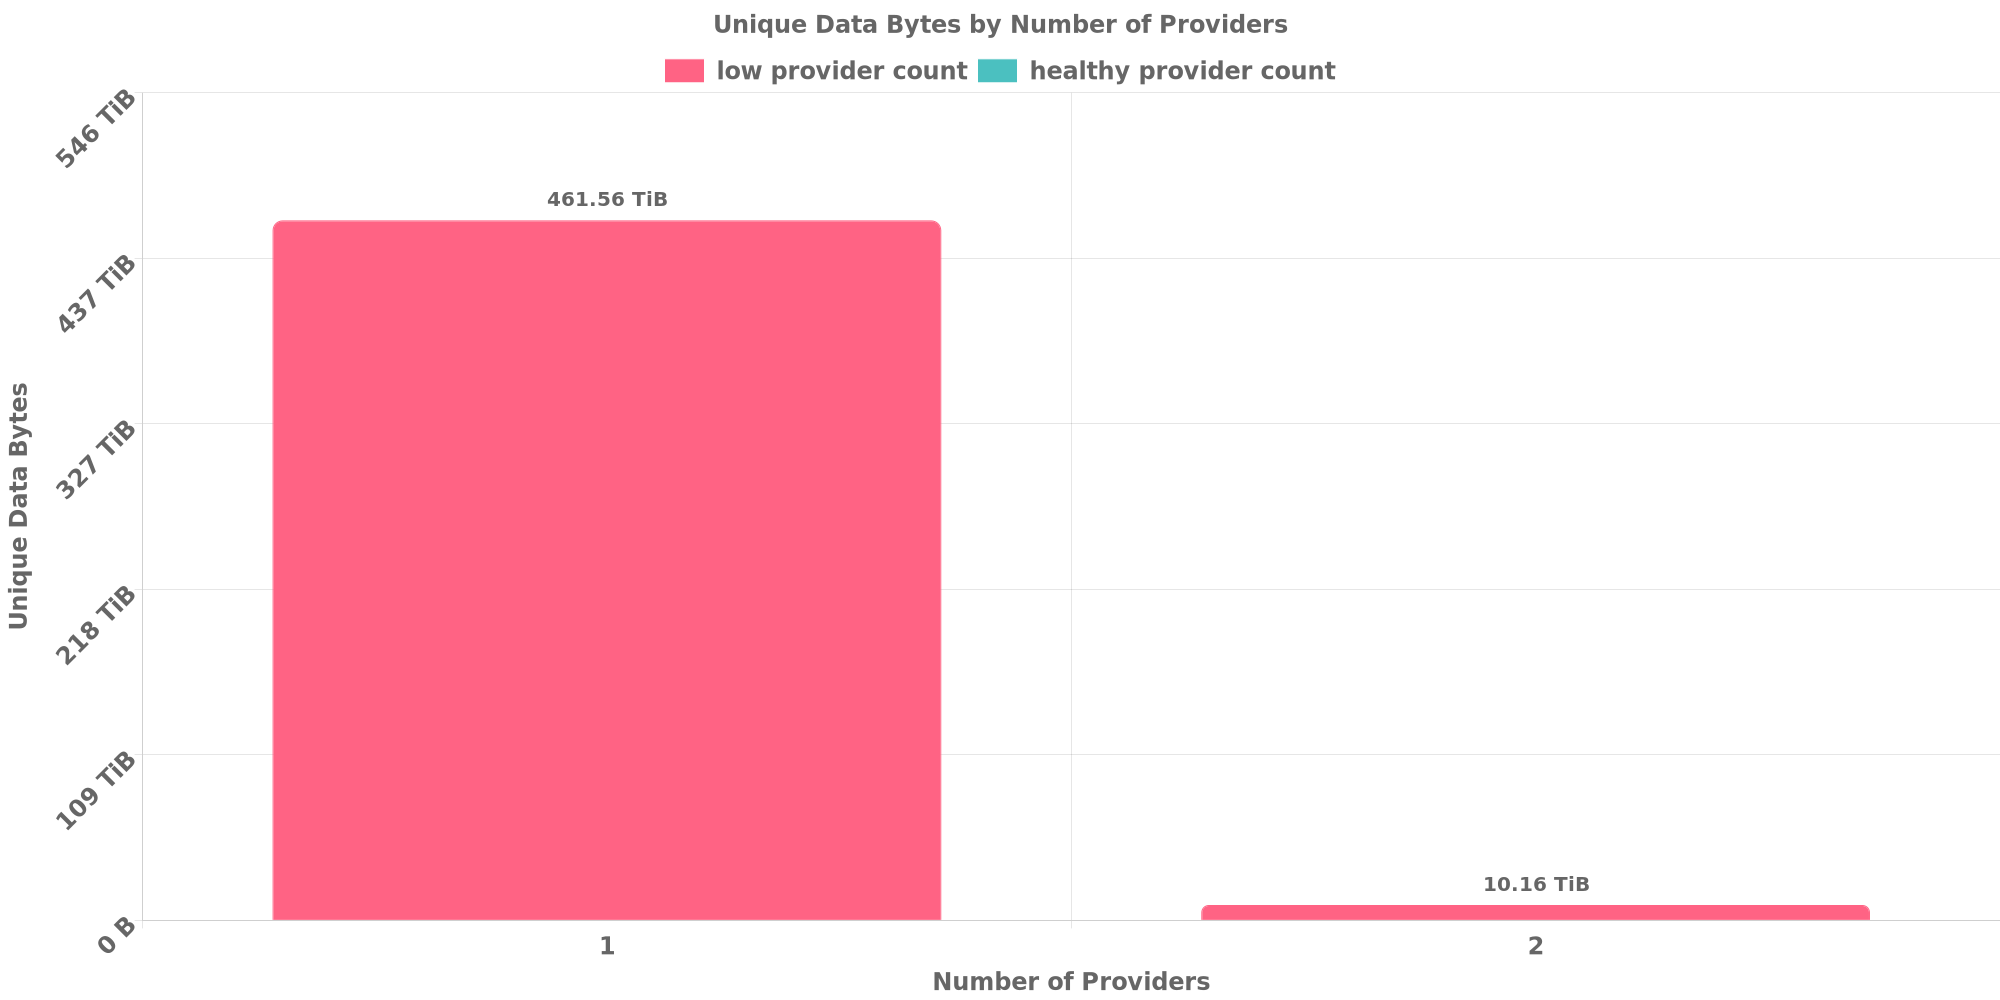 Unique Data Bytes by Number of Providers
low provider count healthy provider count
546 TiB
461.56 TiB
437 TiB
327 TiB
218 TiB
109 TiB
10.16 TiB
0 B
Unique Data Bytes
1 2
Number of Providers